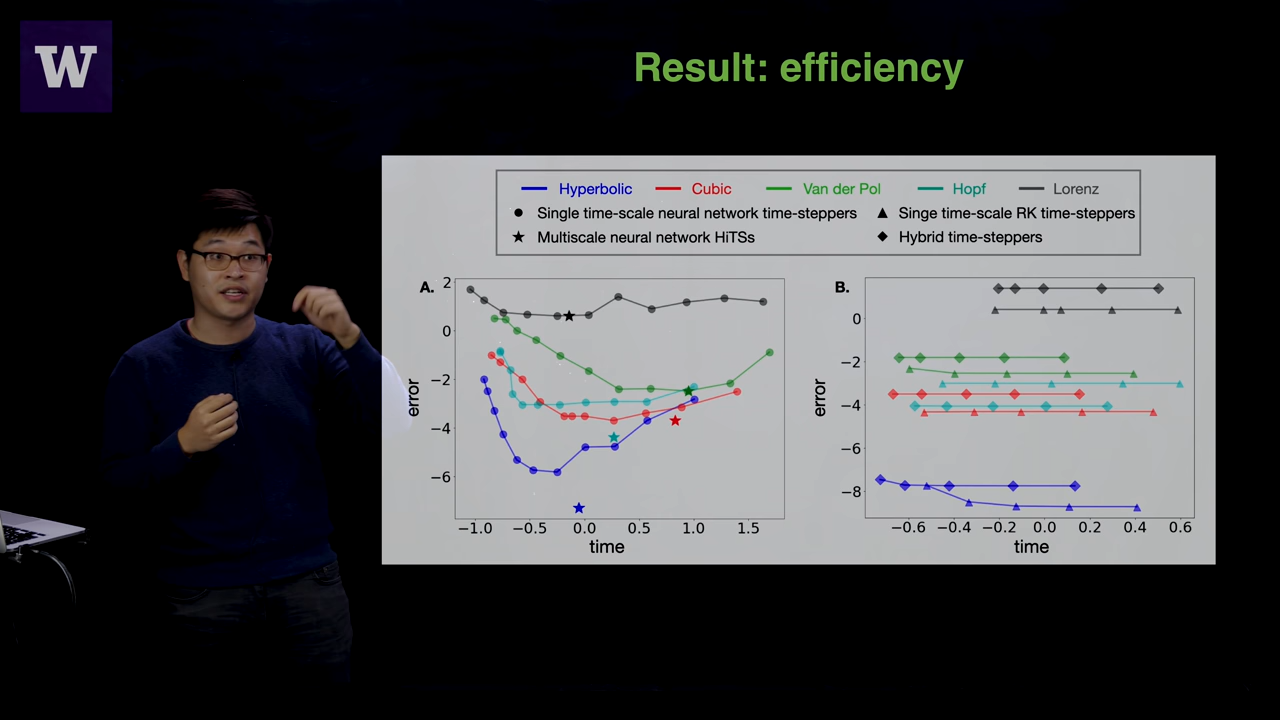 W
Result: efficiency
Hyperbolic Cubic Van der Pol Hopf Lorenz
Single time-scale neural network time-steppers Singe time-scale RK time-steppers
Multiscale neural network HiTSs Hybrid time-steppers
A.
2
0
−2
−4
−6
error
−1.0 −0.5 0.0 0.5 1.0 1.5
time
B.
0
−2
−4
−6
−8
error
−0.6 −0.4 −0.2 0.0 0.2 0.4 0.6
time